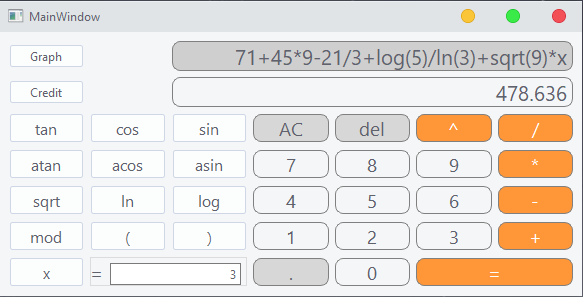 MainWindow
Graph 71+45*9-21/3+log(5)/ln(3)+sqrt(9)*x
Credit 478.636
tan cos sin AC del ^ /
atan acos asin 7 8 9 *
sqrt ln log 4 5 6 -
mod ( ) 1 2 3 +
x = 3 . 0 =